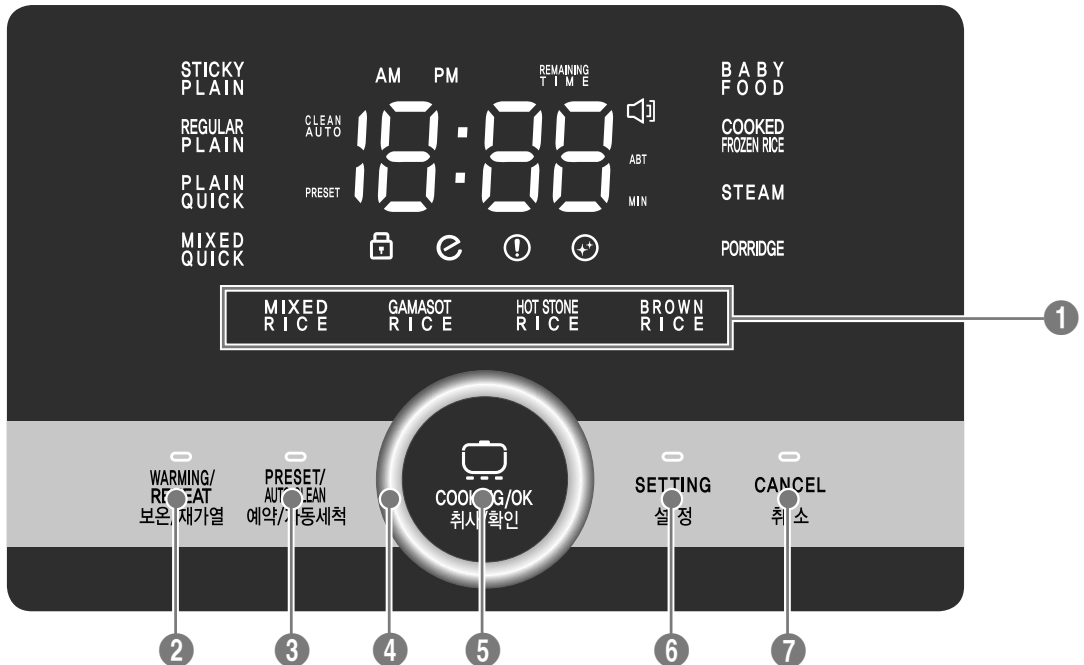 STICKY
PLAIN
AM PM
REMAINING
TIME
BABY
FOOD
REGULAR
PLAIN
CLEAN
AUTO
18:88
COOKED
FROZEN RICE
ABT
PLAIN
QUICK
PRESET
MIN
STEAM
MIXED
QUICK
PORRIDGE
MIXED
RICE
GAMASOT
RICE
HOT STONE
RICE
BROWN
RICE
1
WARMING/
REPEAT
보온/재가열
PRESET/
AUTO CLEAN
예약/자동세척
COOKING/OK
취사/확인
SETTING
설정
CANCEL
취소
2 3 4 5 6 7